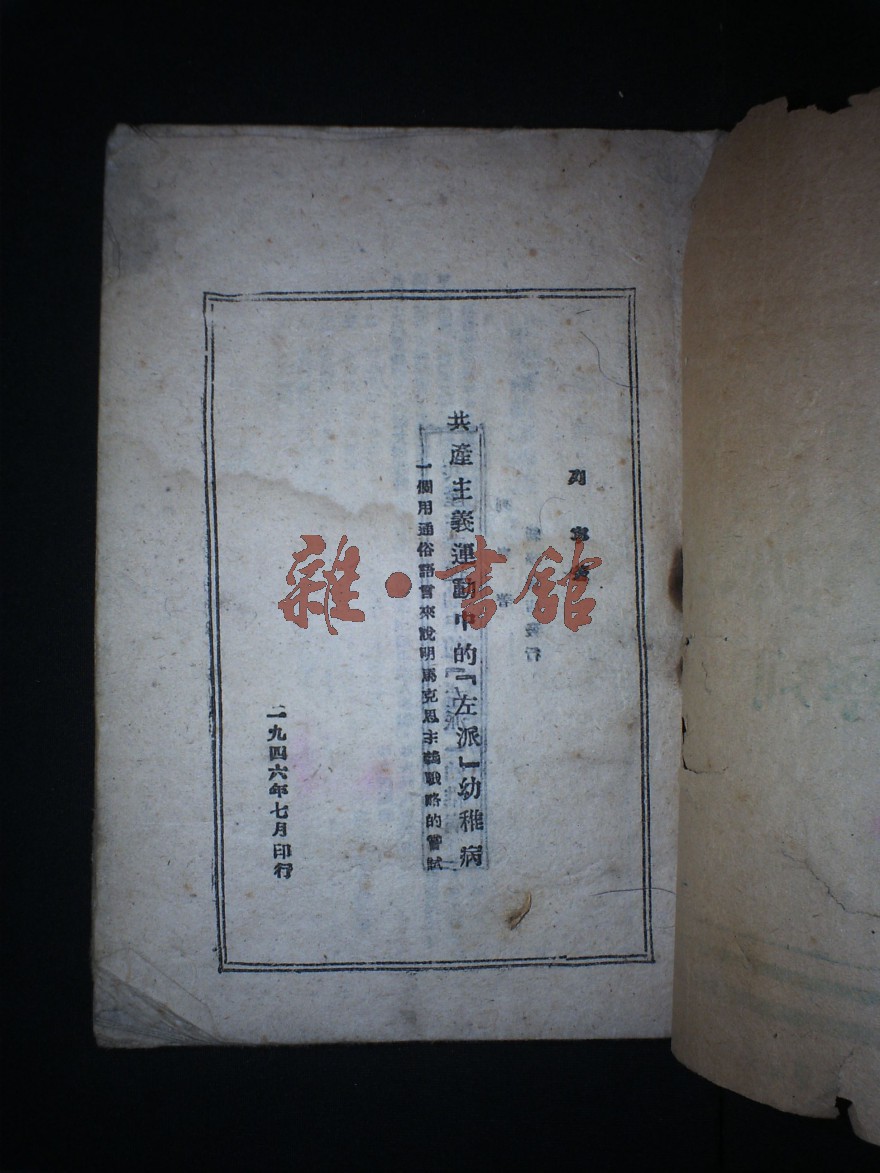 列寧著
共產主義運動中的『左派』幼稚病
一個用通俗語言來說明馬克思主義戰略的嘗試
一九四六年七月印行
雜·書館